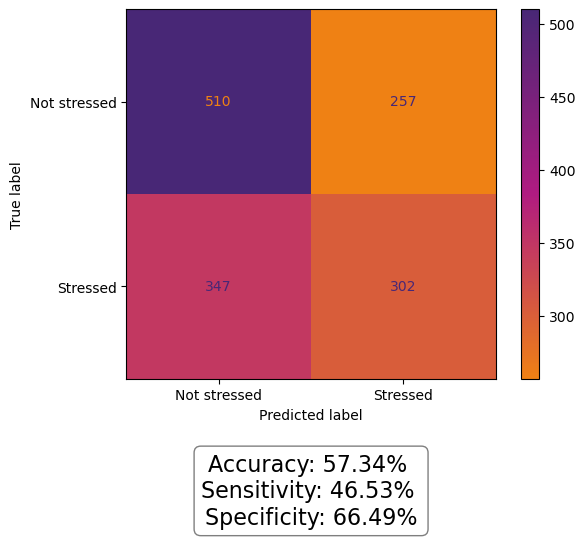 500
Not stressed 510 257 450
400
True label
350
Stressed 347 302
300
Not stressed Stressed
Predicted label
Accuracy: 57.34%
Sensitivity: 46.53%
Specificity: 66.49%